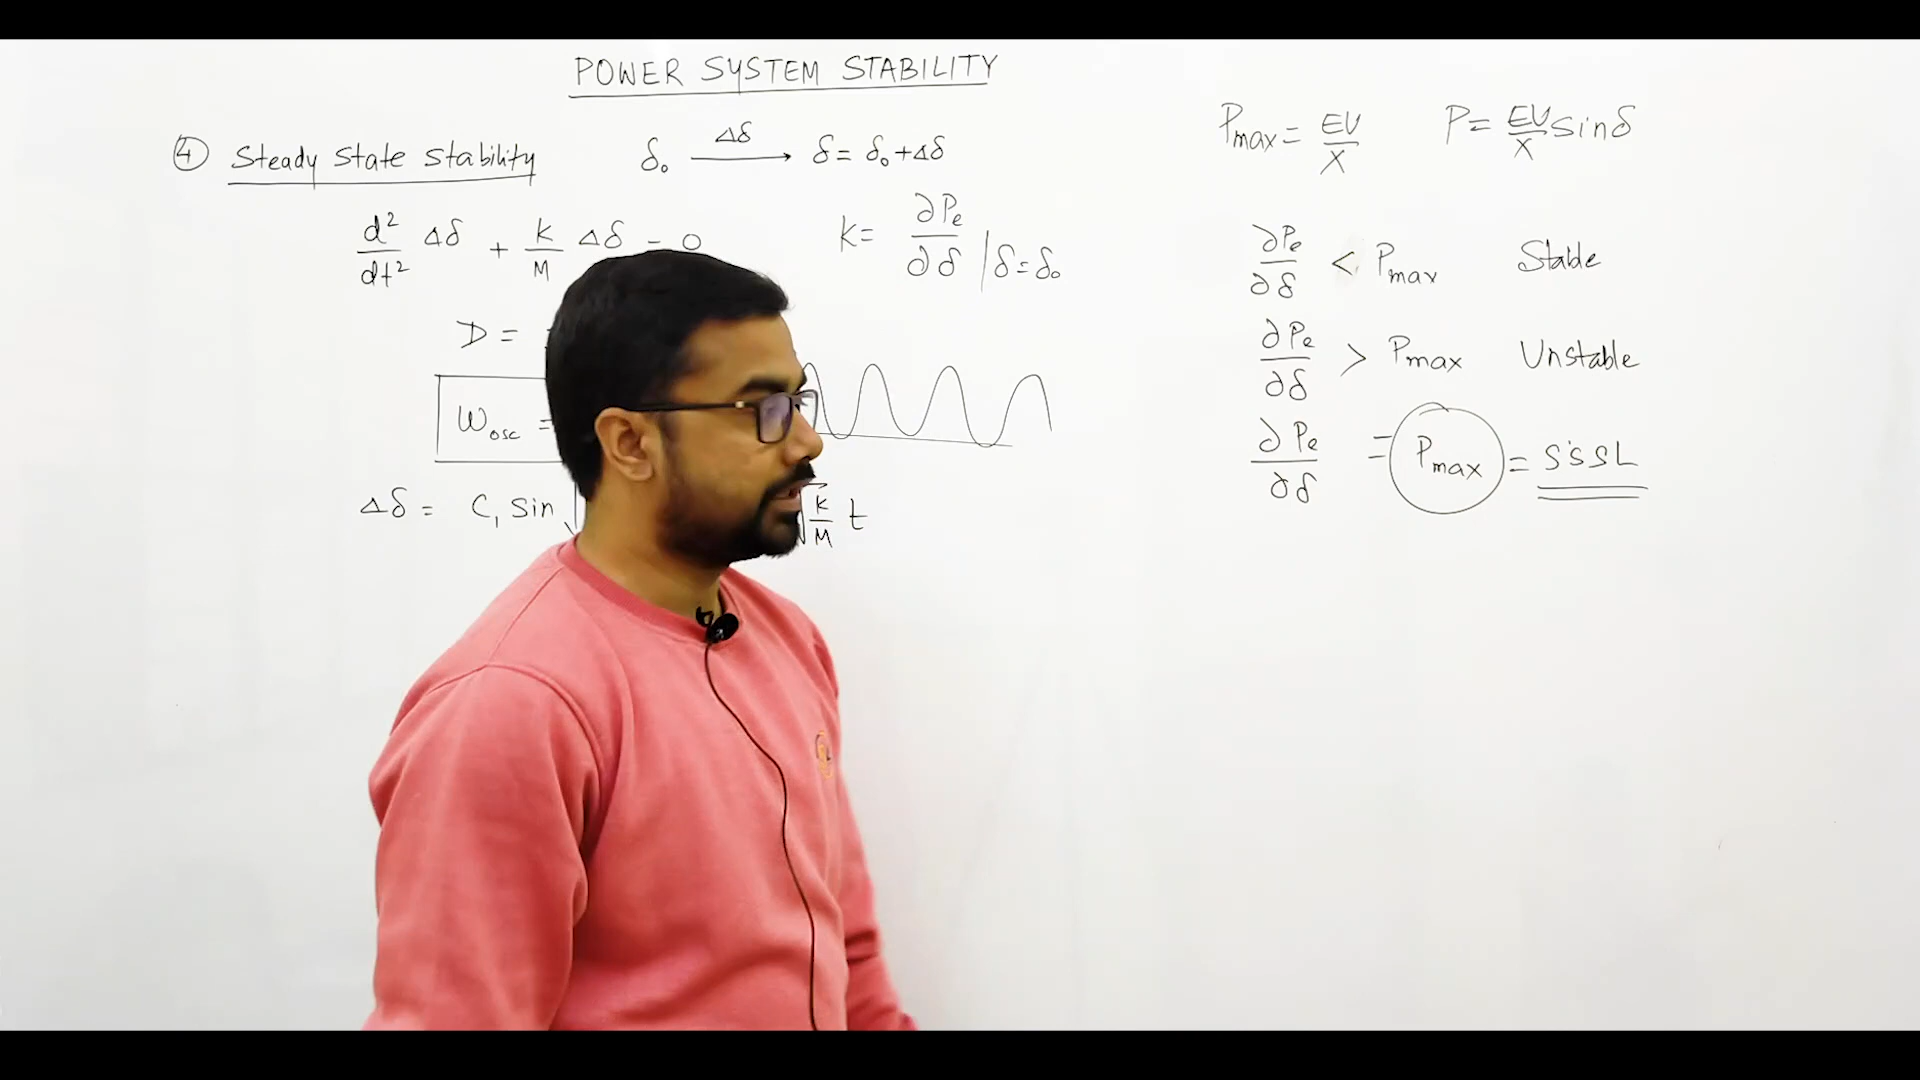 POWER SYSTEM STABILITY
④ Steady State Stability
δ₀ —Δδ→ δ = δ₀+Δδ
d²/dt² Δδ + k/M Δδ = 0
k = ∂Pe/∂δ |δ=δ₀
D =
ω osc =
Δδ = C₁ Sin
√k/M t
Pmax = EV/X
P = EV/X sinδ
∂Pe/∂δ < Pmax Stable
∂Pe/∂δ > Pmax Unstable
∂Pe/∂δ = Pmax = SSSL